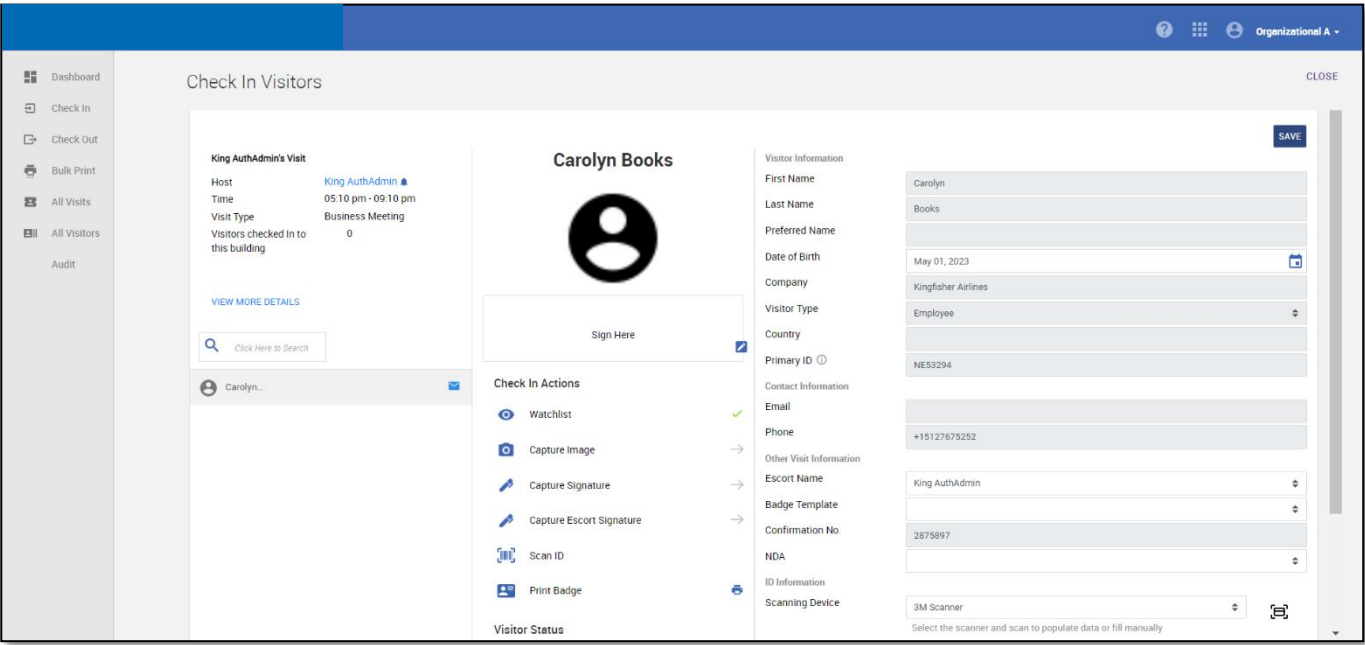 Organizational A
Dashboard
Check In
Check Out
Bulk Print
All Visits
All Visitors
Audit
Check In Visitors
CLOSE
SAVE
King AuthAdmin's Visit
Host King AuthAdmin
Time 05:10 pm - 09:10 pm
Visit Type Business Meeting
Visitors checked In to 0
this building
VIEW MORE DETAILS
Click Here to Search
Carolyn...
Carolyn Books
Sign Here
Check In Actions
Watchlist
Capture Image
Capture Signature
Capture Escort Signature
Scan ID
Print Badge
Visitor Status
Visitor Information
First Name Carolyn
Last Name Books
Preferred Name
Date of Birth May 01, 2023
Company Kingfisher Airlines
Visitor Type Employee
Country
Primary ID NE53294
Contact Information
Email
Phone +15127675252
Other Visit Information
Escort Name King AuthAdmin
Badge Template
Confirmation No. 2875897
NDA
ID Information
Scanning Device 3M Scanner
Select the scanner and scan to populate data or fill manually